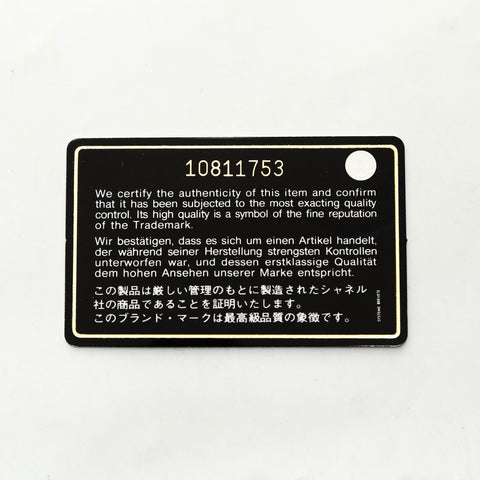 10811753
We certify the authenticity of this item and confirm
that it has been subjected to the most exacting quality
control. Its high quality is a symbol of the fine reputation
of the Trademark.
Wir bestätigen, dass es sich um einen Artikel handelt,
der während seiner Herstellung strengsten Kontrollen
unterworfen war, und dessen erstklassige Qualität
dem hohen Ansehen unserer Marke entspricht.
この製品は厳しい管理のもとに製造されたシャネル
社の商品であることを証明いたします。
このブランド・マークは最高級品質の象徴です。